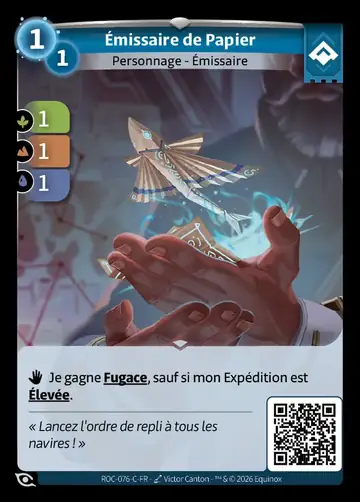 1
1
Émissaire de Papier
Personnage - Émissaire
1
1
1
Je gagne Fugace, sauf si mon Expédition est
Élevée.
« Lancez l'ordre de repli à tous les
navires ! »
ROC-076-C-FR - Victor Canton - ™ & © 2026 Equinox